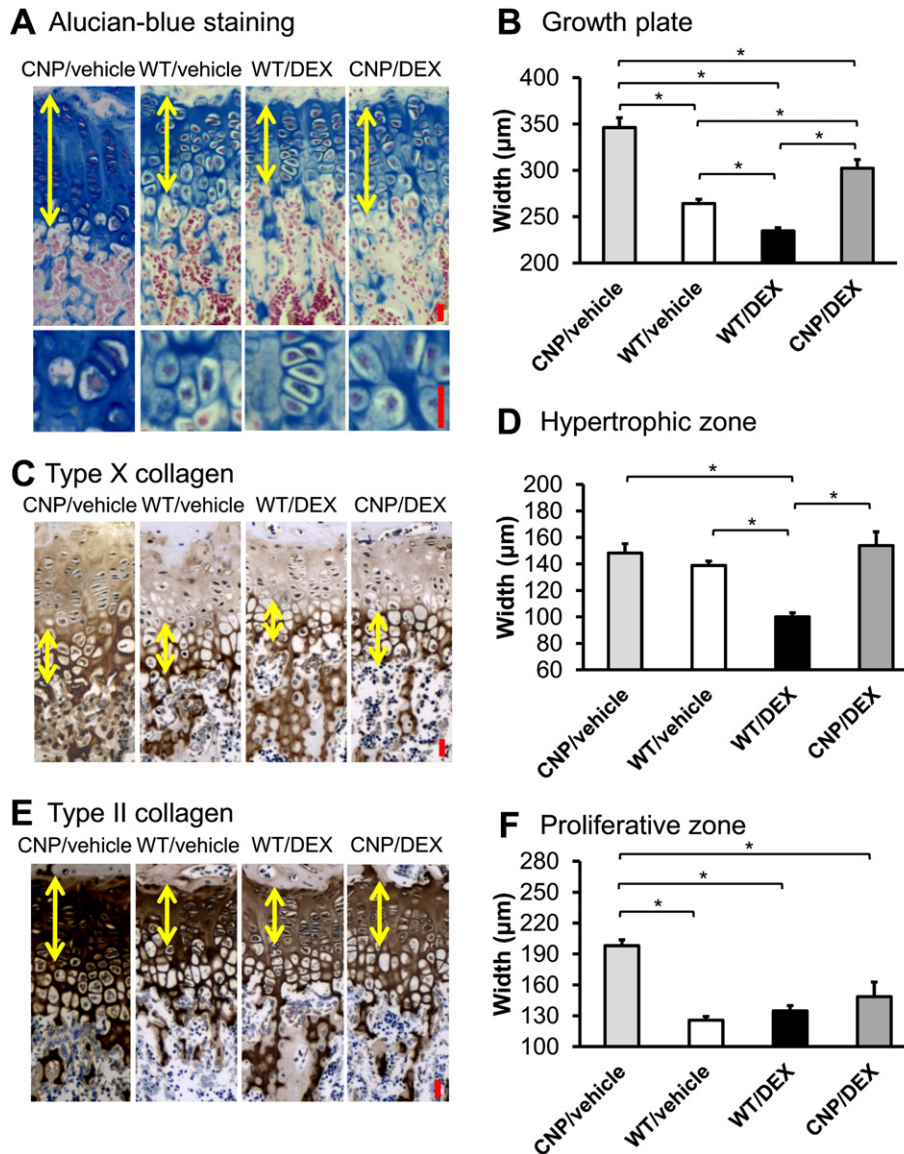 A Alucian-blue staining
CNP/vehicle WT/vehicle WT/DEX CNP/DEX
B Growth plate
* * * * * *
Width (µm)
400
350
300
250
200
CNP/vehicle
WT/vehicle
WT/DEX
CNP/DEX
C Type X collagen
CNP/vehicle WT/vehicle WT/DEX CNP/DEX
D Hypertrophic zone
* * *
Width (µm)
200
180
160
140
120
100
80
60
CNP/vehicle
WT/vehicle
WT/DEX
CNP/DEX
E Type II collagen
CNP/vehicle WT/vehicle WT/DEX CNP/DEX
F Proliferative zone
* * *
Width (µm)
280
250
220
190
160
130
100
CNP/vehicle
WT/vehicle
WT/DEX
CNP/DEX